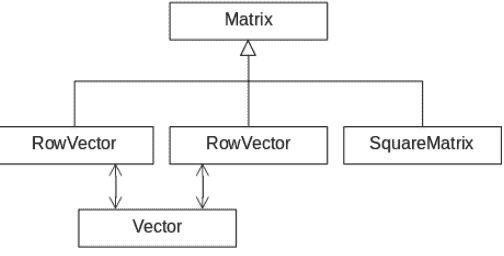 Matrix
RowVector
RowVector
SquareMatrix
Vector